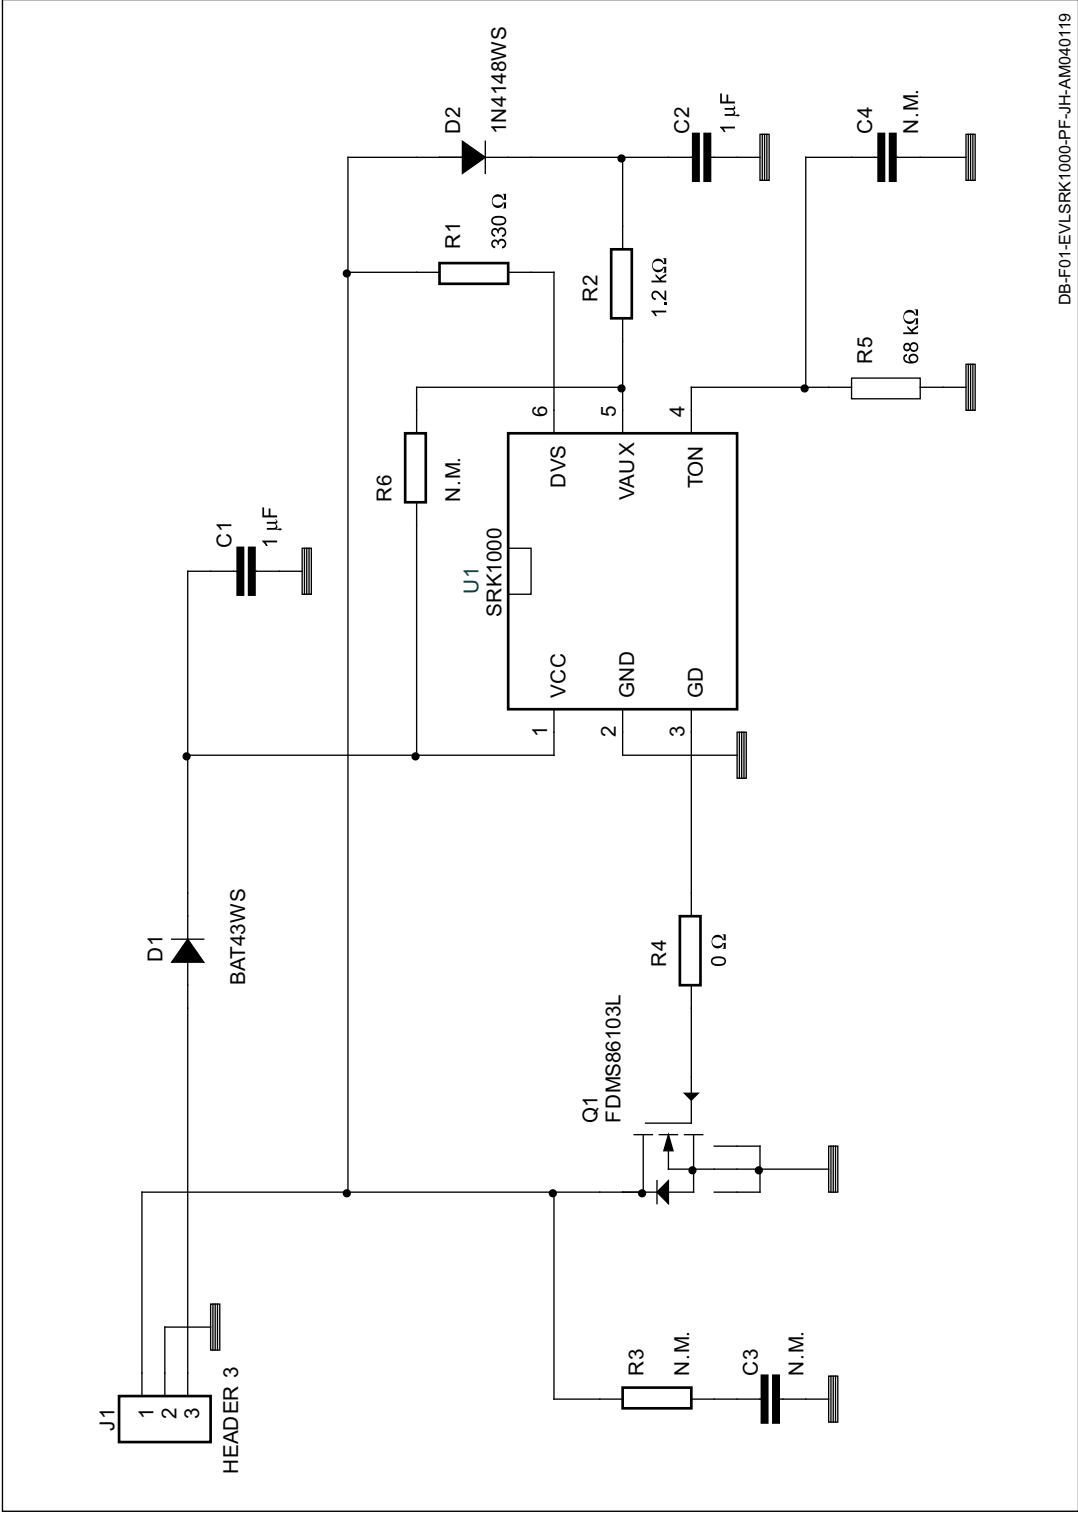 J1
1
2
3
HEADER 3
D1
BAT43WS
C1
1 µF
R6
N.M.
D2
1N4148WS
R1
330 Ω
R2
1.2 kΩ
C2
1 µF
C4
N.M.
R5
68 kΩ
U1
SRK1000
VCC
GND
GD
DVS
VAUX
TON
1
2
3
6
5
4
R4
0 Ω
Q1
FDMS86103L
R3
N.M.
C3
N.M.
DB-F01-EVLSRK1000-PF-JH-AM040119